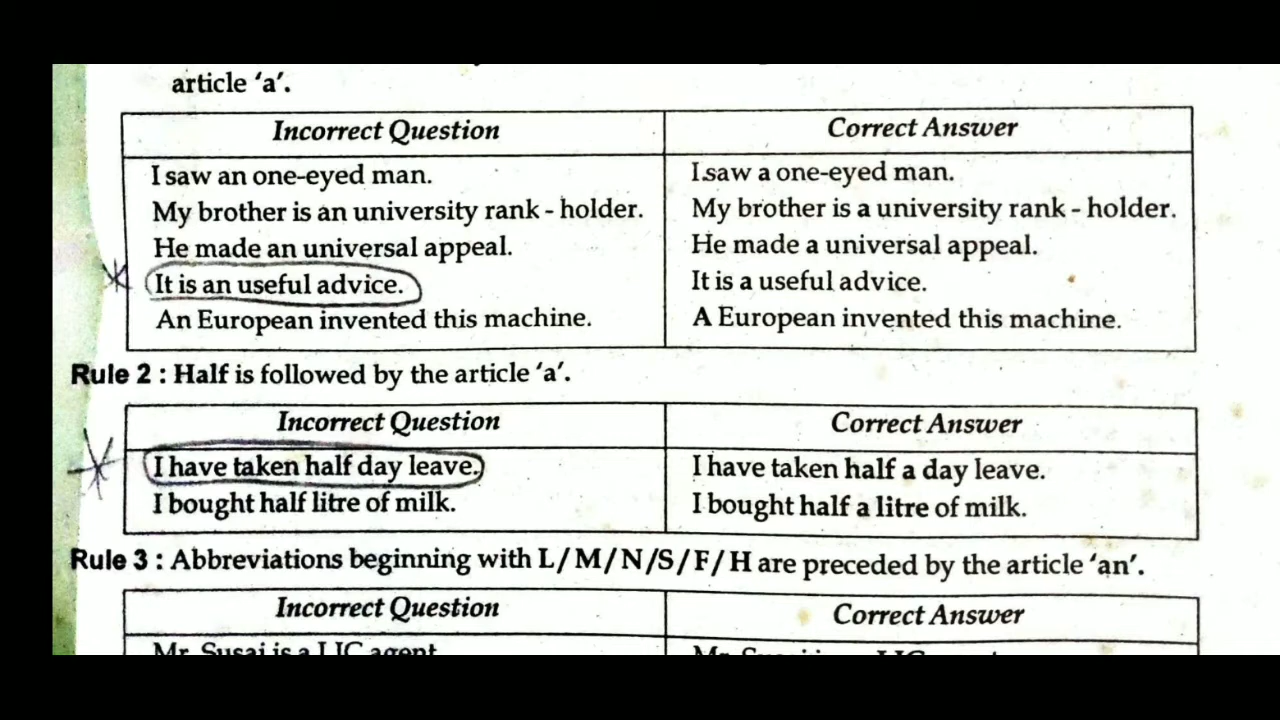 article 'a'.
Incorrect Question Correct Answer
I saw an one-eyed man. I saw a one-eyed man.
My brother is an university rank - holder. My brother is a university rank - holder.
He made an universal appeal. He made a universal appeal.
It is an useful advice. It is a useful advice.
An European invented this machine. A European invented this machine.
Rule 2 : Half is followed by the article 'a'.
Incorrect Question Correct Answer
I have taken half day leave. I have taken half a day leave.
I bought half litre of milk. I bought half a litre of milk.
Rule 3 : Abbreviations beginning with L/M/N/S/F/H are preceded by the article 'an'.
Incorrect Question Correct Answer
Mr. Susai is a LIC agent